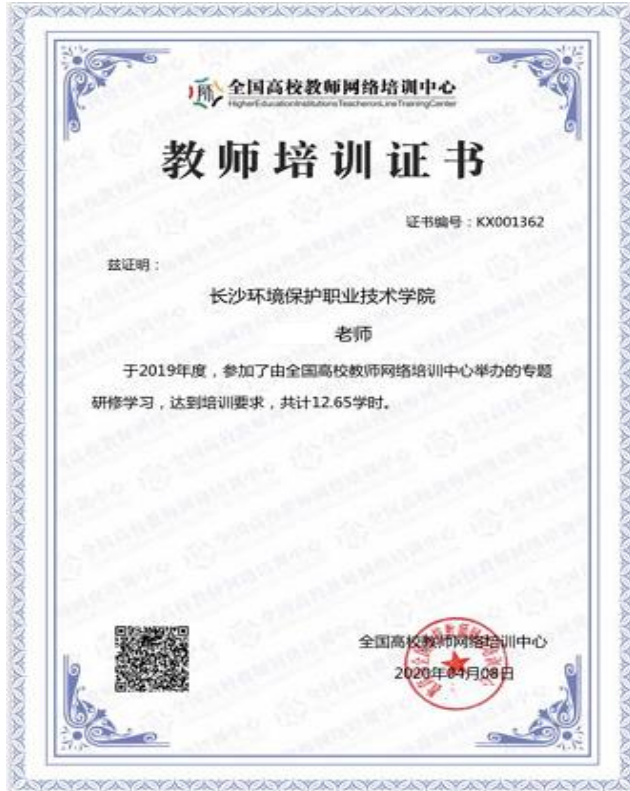 全国高校教师网络培训中心
HigherEducationInstitutionsTeacheronLineTrainingCenter
教师培训证书
证书编号：KX001362
兹证明：
长沙环境保护职业技术学院
老师
于2019年度，参加了由全国高校教师网络培训中心举办的专题
研修学习，达到培训要求，共计12.65学时。
全国高校教师网络培训中心
2020年04月08日